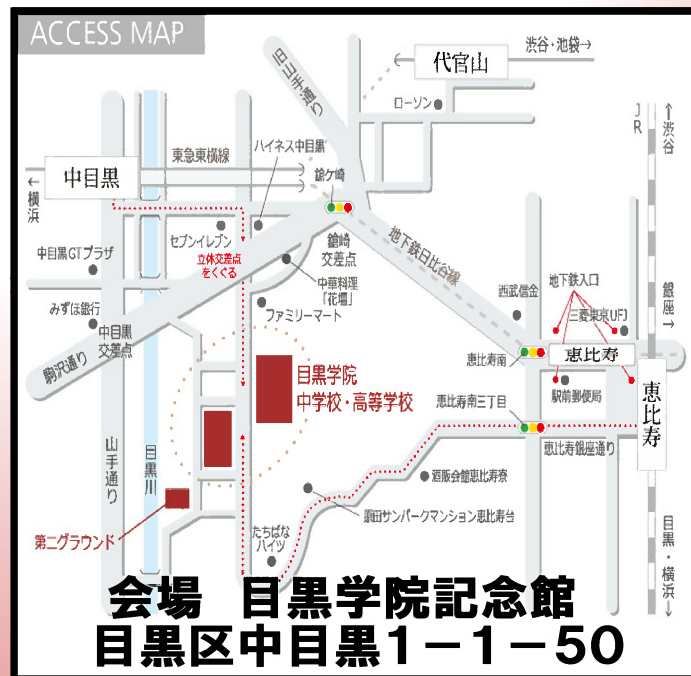 ACCESS MAP
渋谷・池袋→
代官山
旧山手通り
ローソン
JR
↑渋谷
ハイネス中目黒
東急東横線
中目黒
←横浜
鎗ケ崎
地下鉄日比谷線
セブンイレブン
立体交差点
をくぐる
鎗崎
交差点
中目黒GTプラザ
中華料理
「花壇」
西武信金
地下鉄入口
銀座→
みずほ銀行
ファミリーマート
三菱東京UFJ
中目黒
交差点
駒沢通り
恵比寿南
恵比寿
恵比寿
目黒学院
中学校・高等学校
駅前郵便局
恵比寿南三丁目
恵比寿銀座通り
山手通り
目黒川
酒販会館恵比寿寮
第二グラウンド
原田サンパークマンション恵比寿台
たちばな
ハイツ
目黒・横浜→
会場 目黒学院記念館
目黒区中目黒1－1－50